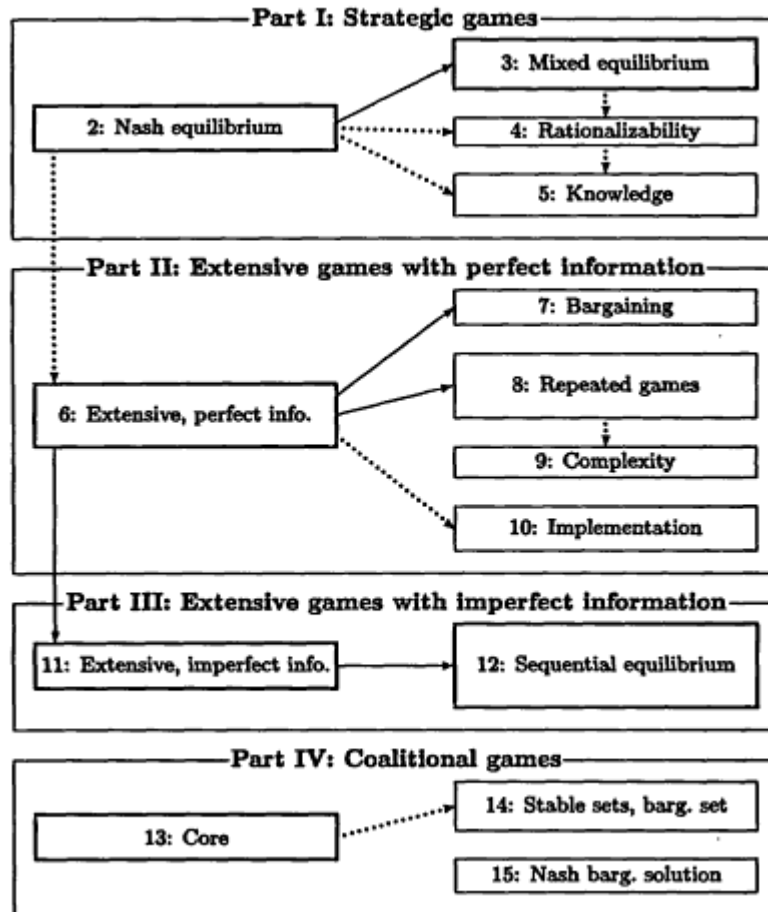 Part I: Strategic games
3: Mixed equilibrium
2: Nash equilibrium
4: Rationalizability
5: Knowledge
Part II: Extensive games with perfect information
7: Bargaining
8: Repeated games
6: Extensive, perfect info.
9: Complexity
10: Implementation
Part III: Extensive games with imperfect information
11: Extensive, imperfect info.
12: Sequential equilibrium
Part IV: Coalitional games
14: Stable sets, barg. set
13: Core
15: Nash barg. solution